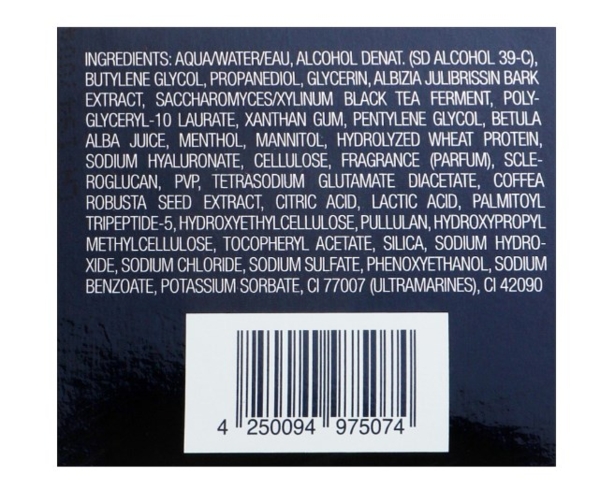 INGREDIENTS: AQUA/WATER/EAU, ALCOHOL DENAT. (SD ALCOHOL 39-C),
BUTYLENE GLYCOL, PROPANEDIOL, GLYCERIN, ALBIZIA JULIBRISSIN BARK
EXTRACT, SACCHAROMYCES/XYLINUM BLACK TEA FERMENT, POLY-
GLYCERYL-10 LAURATE, XANTHAN GUM, PENTYLENE GLYCOL, BETULA
ALBA JUICE, MENTHOL, MANNITOL, HYDROLYZED WHEAT PROTEIN,
SODIUM HYALURONATE, CELLULOSE, FRAGRANCE (PARFUM), SCLE-
ROGLUCAN, PVP, TETRASODIUM GLUTAMATE DIACETATE, COFFEA
ROBUSTA SEED EXTRACT, CITRIC ACID, LACTIC ACID, PALMITOYL
TRIPEPTIDE-5, HYDROXYETHYLCELLULOSE, PULLULAN, HYDROXYPROPYL
METHYLCELLULOSE, TOCOPHERYL ACETATE, SILICA, SODIUM HYDRO-
XIDE, SODIUM CHLORIDE, SODIUM SULFATE, PHENOXYETHANOL, SODIUM
BENZOATE, POTASSIUM SORBATE, CI 77007 (ULTRAMARINES), CI 42090
4 250094 975074